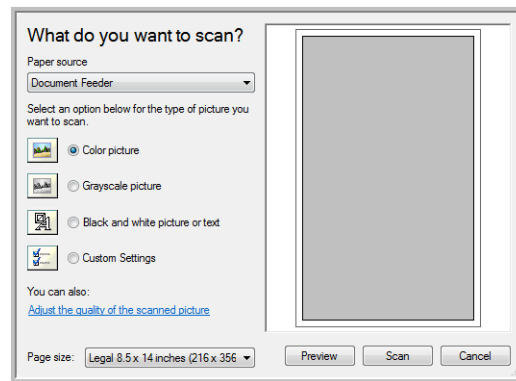 What do you want to scan?
Paper source
Document Feeder
Select an option below for the type of picture you
want to scan.
Color picture
Grayscale picture
Black and white picture or text
Custom Settings
You can also:
Adjust the quality of the scanned picture
Page size: Legal 8.5 x 14 inches (216 x 356
Preview Scan Cancel